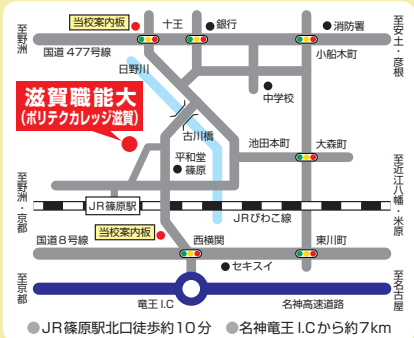 当校案内板
十王
銀行
消防署
至野洲
至安土・彦根
国道477号線
小船木町
日野川
中学校
滋賀職能大
(ポリテクカレッジ滋賀)
古川橋
池田本町
大森町
平和堂
篠原
至野洲・京都
至近江八幡・米原
JR篠原駅
JRびわこ線
当校案内板
国道8号線
西横関
東川町
セキスイ
至京都
至名古屋
竜王I.C
名神高速道路
●JR篠原駅北口徒歩約10分 ●名神竜王I.Cから約7km